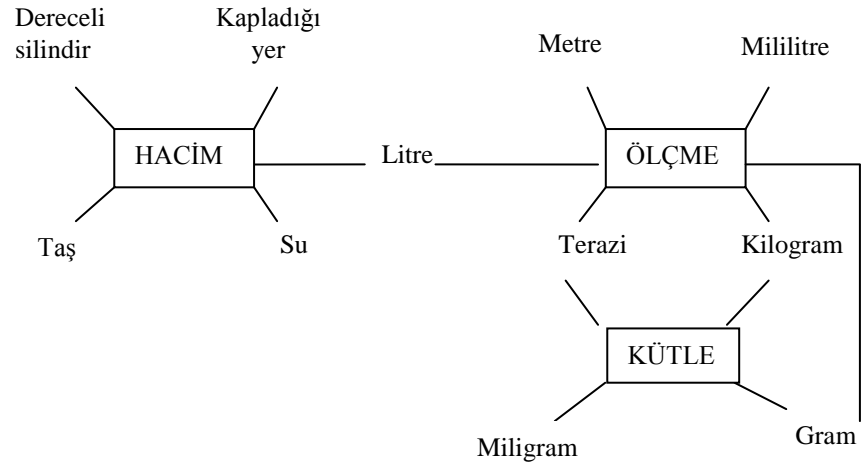 Dereceli
silindir
Kapladığı
yer
Metre
Mililitre
HACİM
Litre
ÖLÇME
Taş
Su
Terazi
Kilogram
KÜTLE
Miligram
Gram